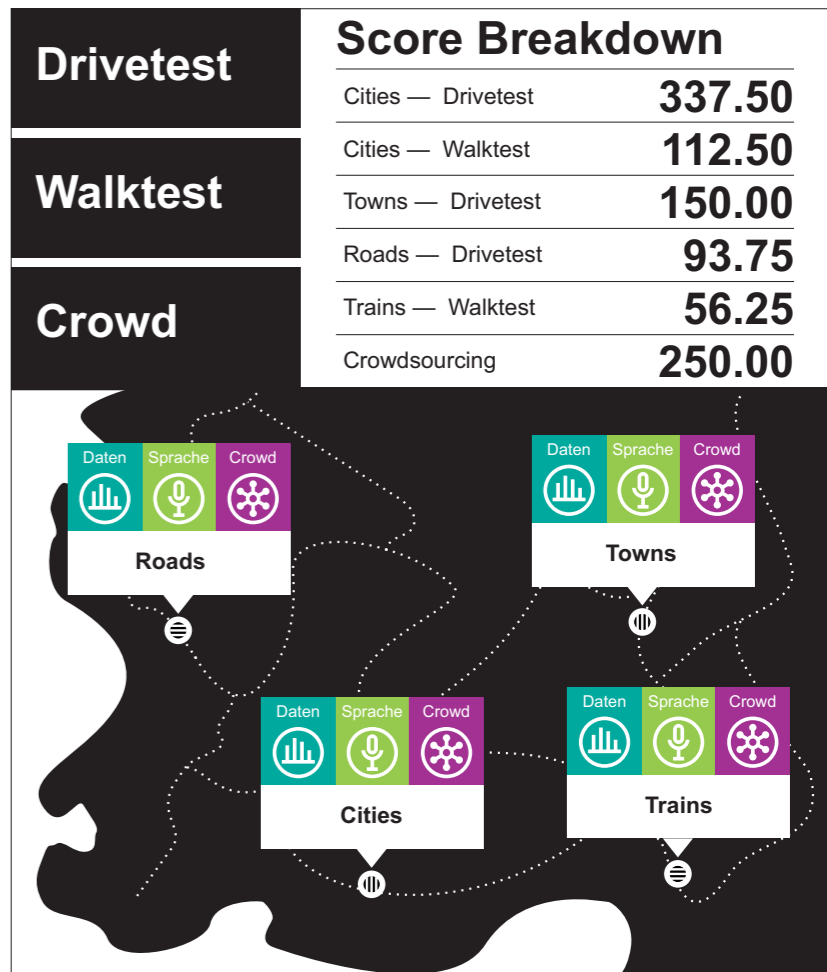 Drivetest
Walktest
Crowd
Score Breakdown
Cities — Drivetest 337.50
Cities — Walktest 112.50
Towns — Drivetest 150.00
Roads — Drivetest 93.75
Trains — Walktest 56.25
Crowdsourcing 250.00
Daten Sprache Crowd
Roads
Daten Sprache Crowd
Towns
Daten Sprache Crowd
Cities
Daten Sprache Crowd
Trains